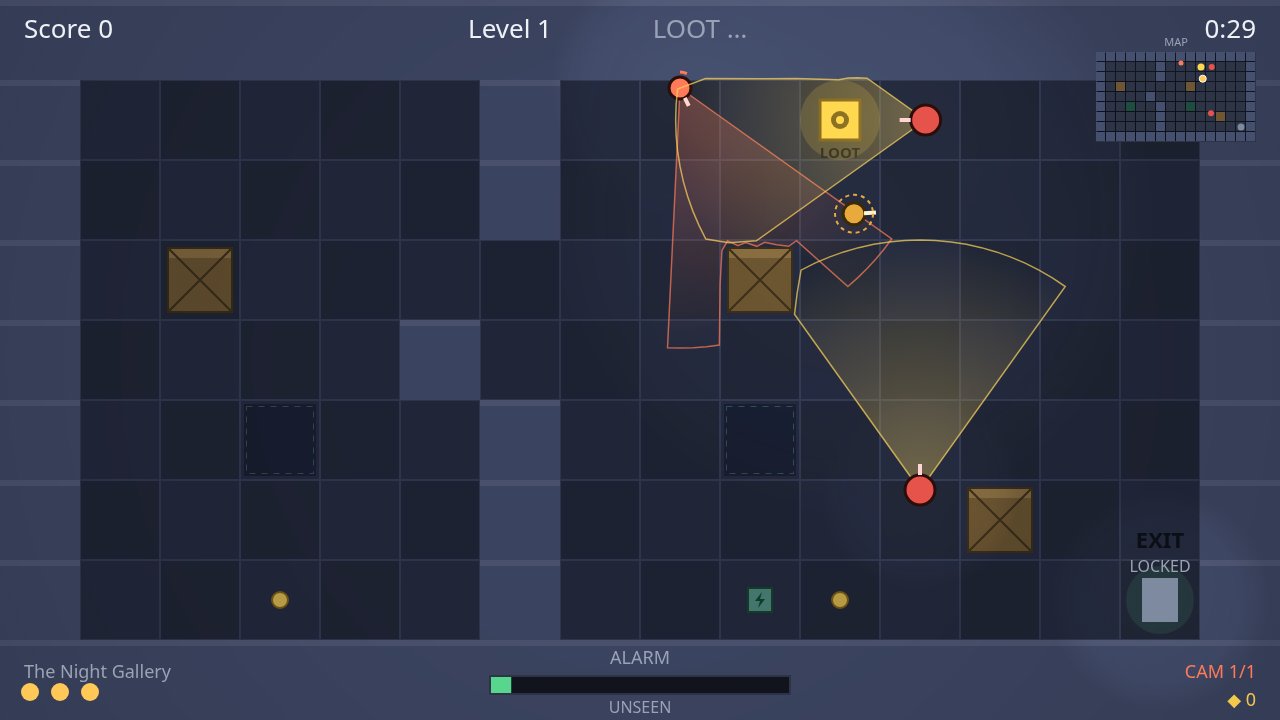 Score 0
Level 1
LOOT ...
0:29
MAP
LOOT
EXIT
LOCKED
The Night Gallery
ALARM
UNSEEN
CAM 1/1
◆ 0